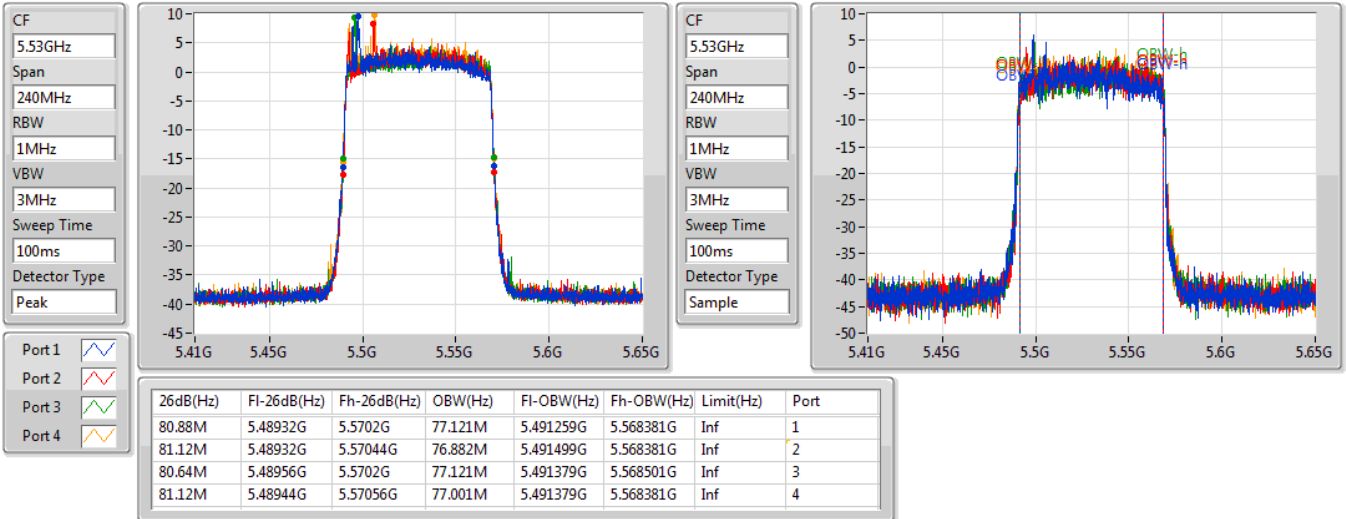 CF
5.53GHz
Span
240MHz
RBW
1MHz
VBW
3MHz
Sweep Time
100ms
Detector Type
Peak
10
5
0
-5
-10
-15
-20
-25
-30
-35
-40
-45
5.41G 5.45G 5.5G 5.55G 5.6G 5.65G
CF
5.53GHz
Span
240MHz
RBW
1MHz
VBW
3MHz
Sweep Time
100ms
Detector Type
Sample
10
5
0
-5
-10
-15
-20
-25
-30
-35
-40
-45
-50
OBW-h
OBW-h
5.41G 5.45G 5.5G 5.55G 5.6G 5.65G
Port 1
Port 2
Port 3
Port 4
26dB(Hz) Fl-26dB(Hz) Fh-26dB(Hz) OBW(Hz) Fl-OBW(Hz) Fh-OBW(Hz) Limit(Hz) Port
80.88M 5.48932G 5.5702G 77.121M 5.491259G 5.568381G Inf 1
81.12M 5.48932G 5.57044G 76.882M 5.491499G 5.568381G Inf 2
80.64M 5.48956G 5.5702G 77.121M 5.491379G 5.568501G Inf 3
81.12M 5.48944G 5.57056G 77.001M 5.491379G 5.568381G Inf 4